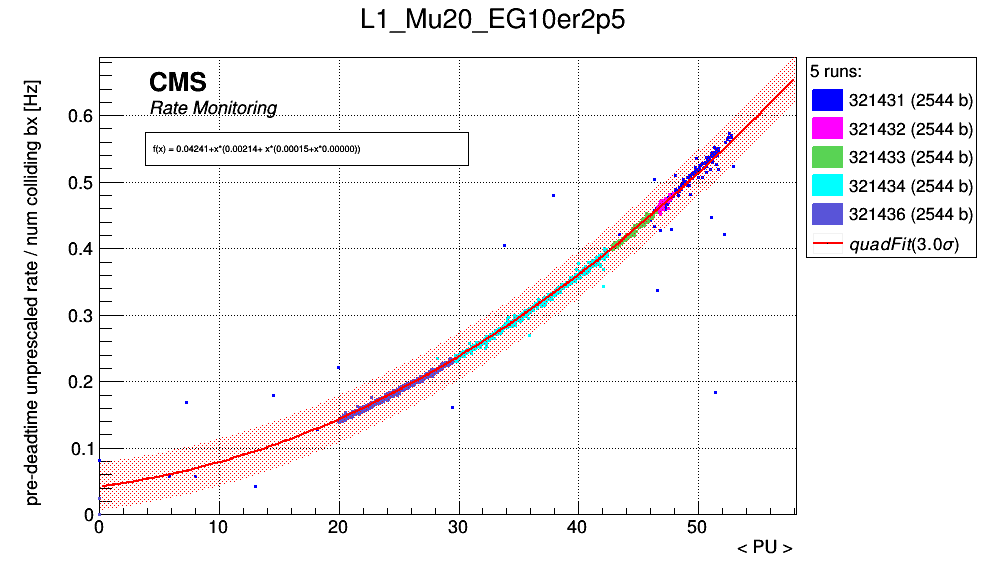 L1_Mu20_EG10er2p5
pre-deadtime unprescaled rate / num colliding bx [Hz]
CMS
Rate Monitoring
f(x) = 0.04241+x*(0.00214+ x*(0.00015+x*0.00000))
0.6
0.5
0.4
0.3
0.2
0.1
0
0 10 20 30 40 50
< PU >
5 runs:
321431 (2544 b)
321432 (2544 b)
321433 (2544 b)
321434 (2544 b)
321436 (2544 b)
quadFit(3.0σ)